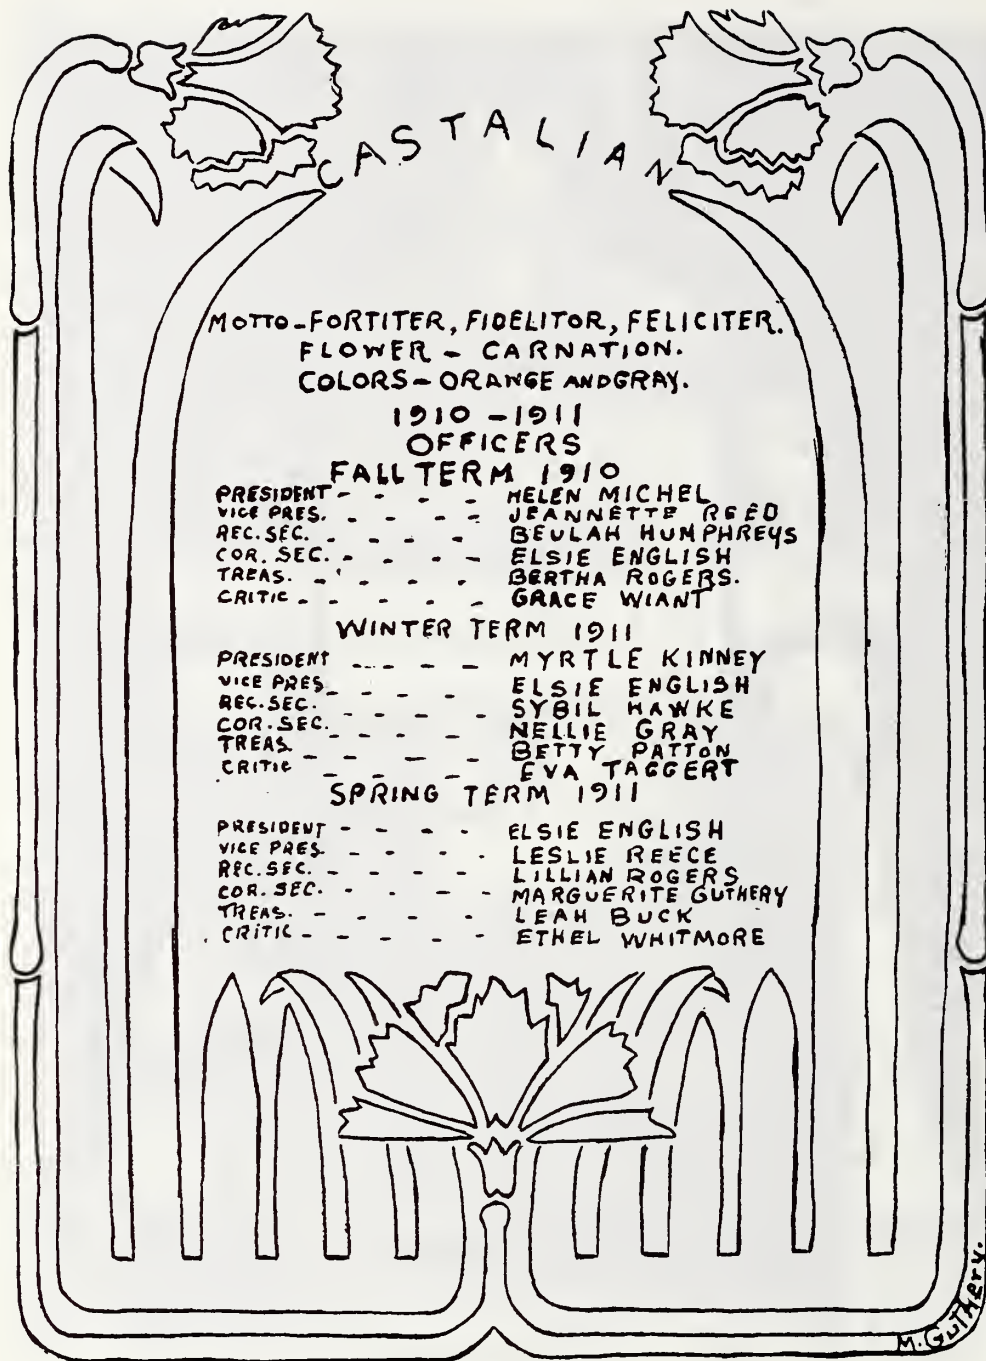 CASTALIAN
MOTTO-FORTITER, FIDELITOR, FELICITER.
FLOWER - CARNATION.
COLORS - ORANGE AND GRAY.
1910 - 1911
OFFICERS
FALL TERM 1910
PRESIDENT - - - - HELEN MICHEL
VICE PRES. - - - - JEANNETTE REED
REC. SEC. - - - - BEULAH HUMPHREYS
COR. SEC. - - - - ELSIE ENGLISH
TREAS. - - - - - BERTHA ROGERS.
CRITIC - - - - - GRACE WIANT
WINTER TERM 1911
PRESIDENT - - - - MYRTLE KINNEY
VICE PRES. - - - - ELSIE ENGLISH
REC. SEC. - - - - SYBIL HAWKE
COR. SEC. - - - - NELLIE GRAY
TREAS. - - - - BETTY PATTON
CRITIC - - - - EVA TAGGERT
SPRING TERM 1911
PRESIDENT - - - - ELSIE ENGLISH
VICE PRES. - - - - LESLIE REECE
REC. SEC. - - - - LILLIAN ROGERS
COR. SEC. - - - - MARGUERITE GUTHERY
TREAS. - - - - LEAH BUCK
CRITIC - - - - - ETHEL WHITMORE
M. GUTHERY.